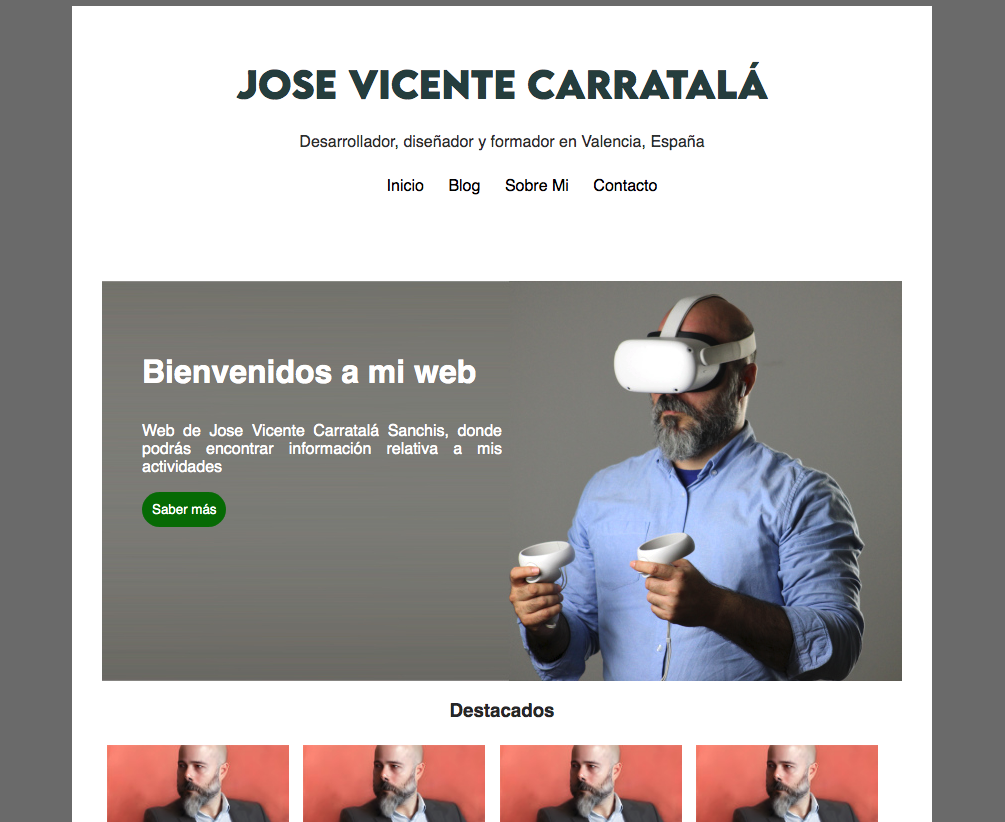 JOSE VICENTE CARRATALÁ
Desarrollador, diseñador y formador en Valencia, España
Inicio Blog Sobre Mi Contacto
Bienvenidos a mi web
Web de Jose Vicente Carratalá Sanchis, donde
podrás encontrar información relativa a mis
actividades
Saber más
Destacados